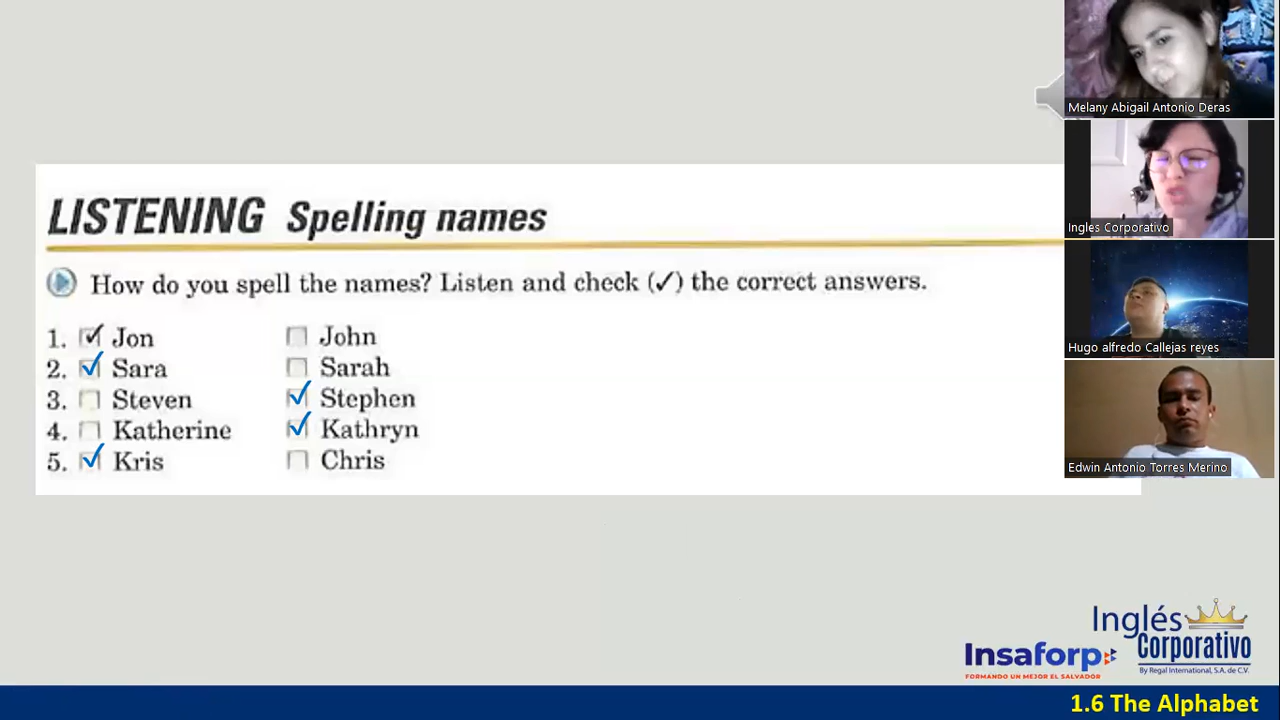 LISTENING Spelling names
How do you spell the names? Listen and check (✓) the correct answers.
1. ✓ Jon ☐ John
2. ✓ Sara ☐ Sarah
3. ☐ Steven ✓ Stephen
4. ☐ Katherine ✓ Kathryn
5. ✓ Kris ☐ Chris
Melany Abigail Antonio Deras
Ingles Corporativo
Hugo alfredo Callejas reyes
Edwin Antonio Torres Merino
Insaforp
FORMANDO UN MEJOR EL SALVADOR
Inglés
Corporativo
By Regal International, S.A. de C.V.
1.6 The Alphabet